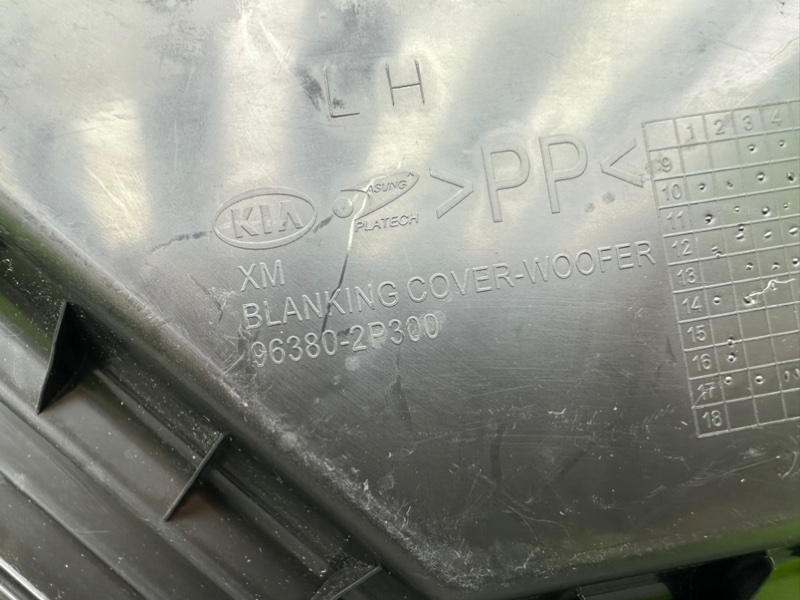 LH
KIA ASUNG PLATECH >PP<
XM
BLANKING COVER-WOOFER
96380-2P300
1 2 3 4
9
10
11
12
13
14
15
16
17
18